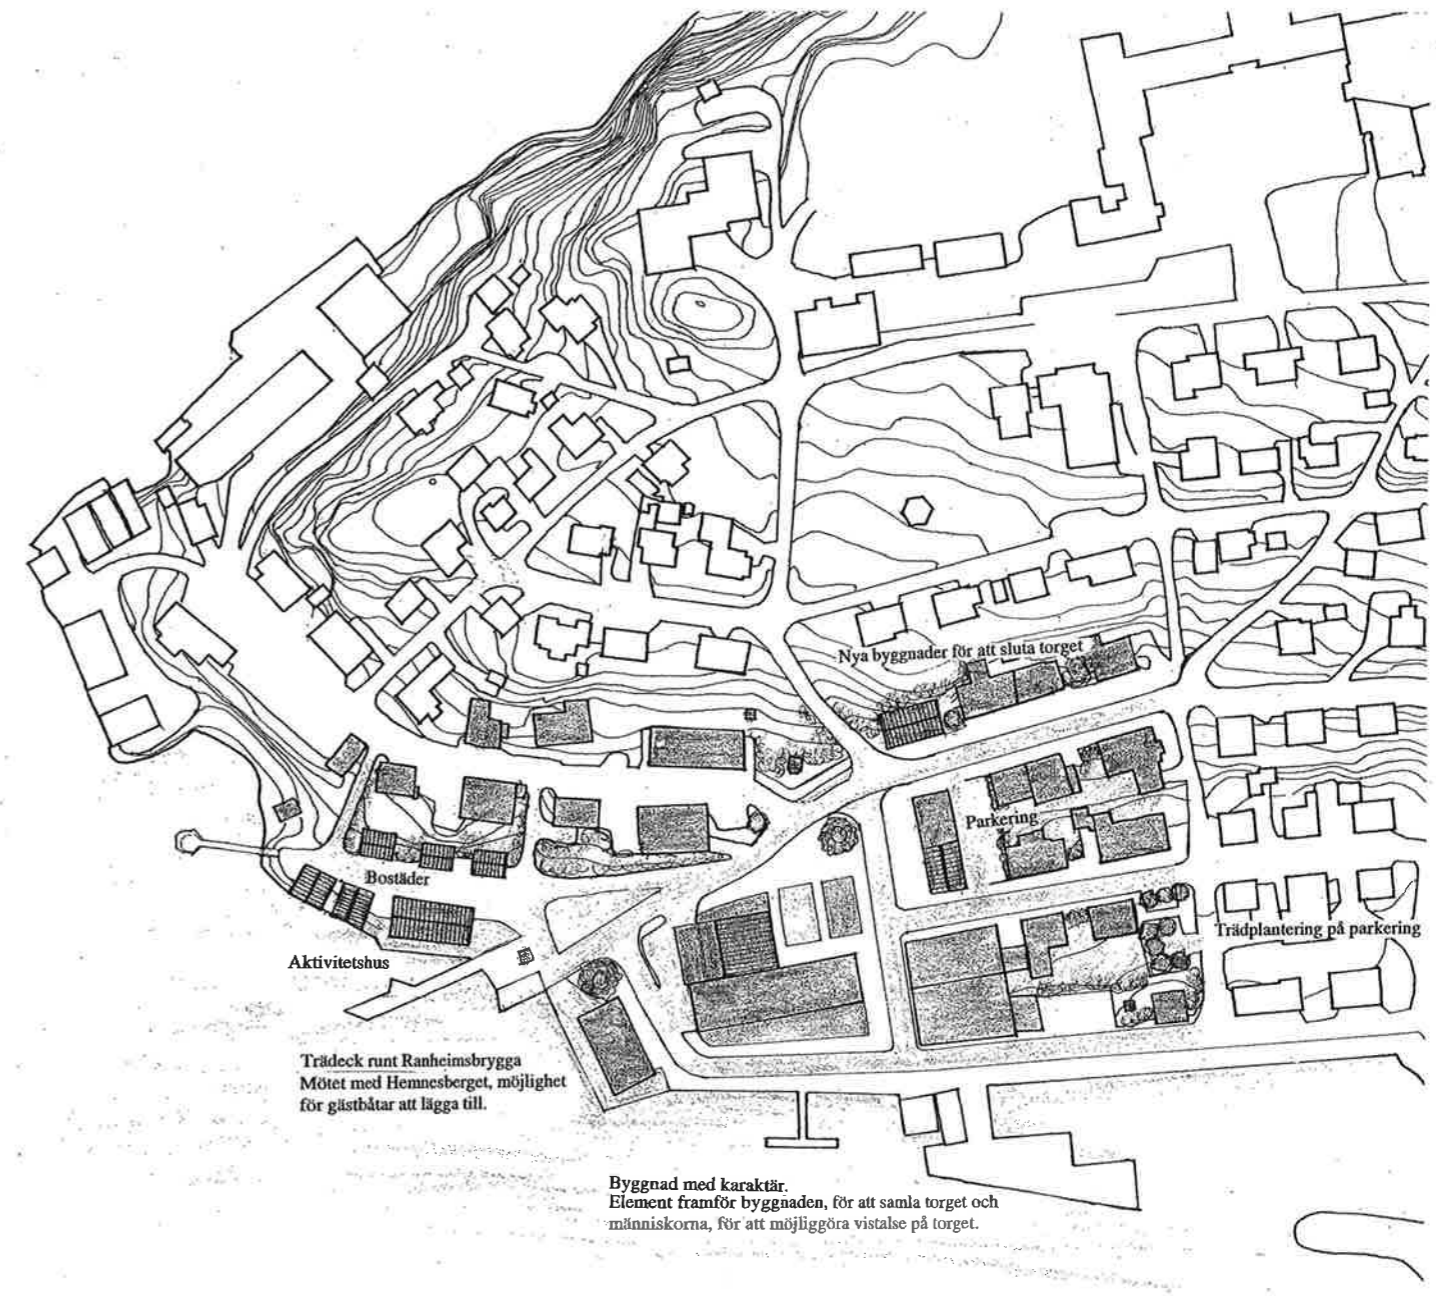 Nya byggnader för att sluta torget
Parkering
Bostäder
Trädplantering på parkering
Aktivitetshus
Trädeck runt Ranheimsbrygga
Mötet med Hemnesberget, möjlighet
för gästbåtar att lägga till.
Byggnad med karaktär.
Element framför byggnaden, för att samla torget och
människorna, för att möjliggöra vistalse på torget.